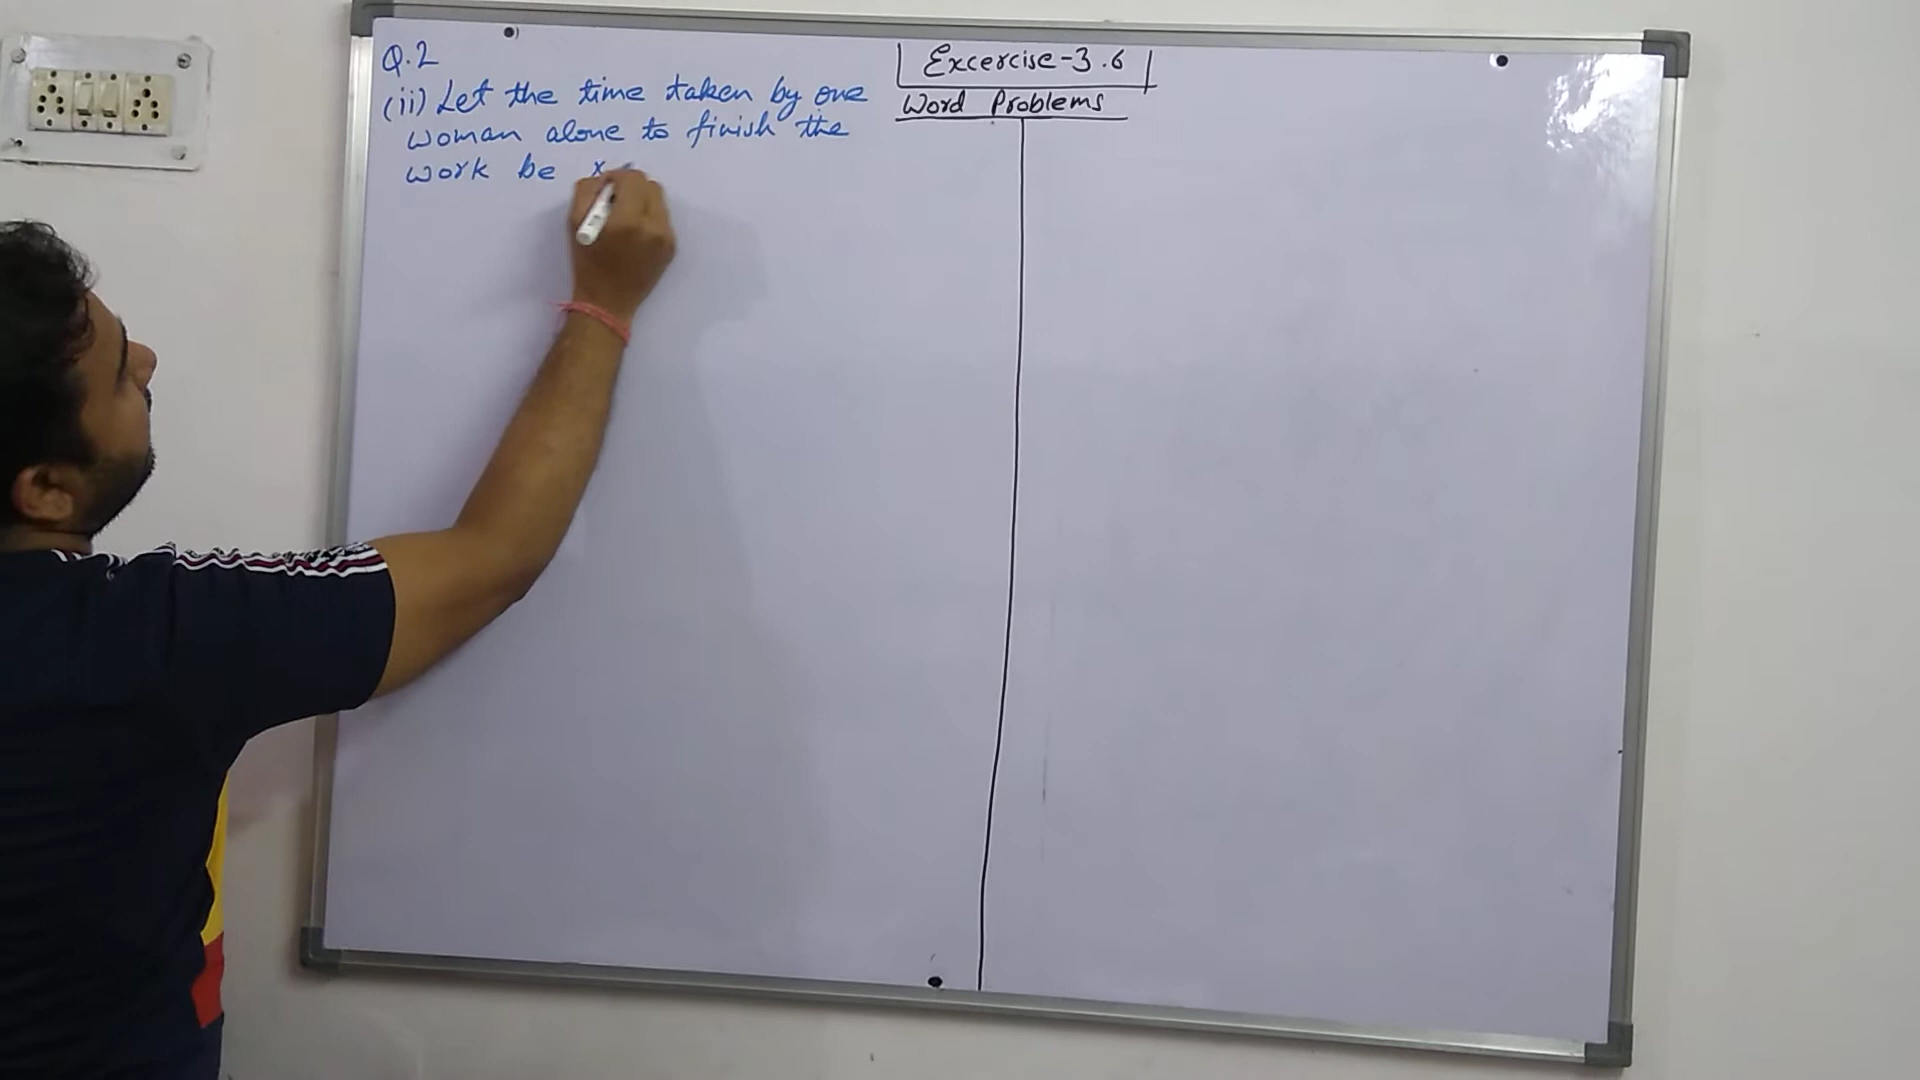 Q.2
(ii) Let the time taken by one
woman alone to finish the
work be x
Excercise-3.6
Word Problems